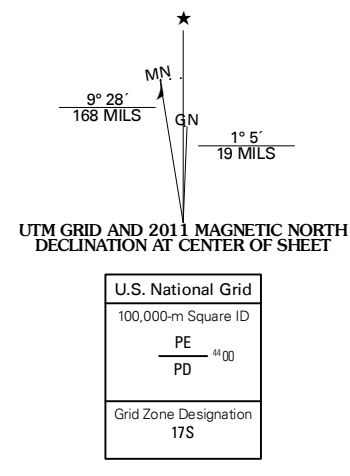 ★
MN
9° 28´
168 MILS
GN
1° 5´
19 MILS
UTM GRID AND 2011 MAGNETIC NORTH
DECLINATION AT CENTER OF SHEET
U.S. National Grid
100,000-m Square ID
PE
44 00
PD
Grid Zone Designation
17S